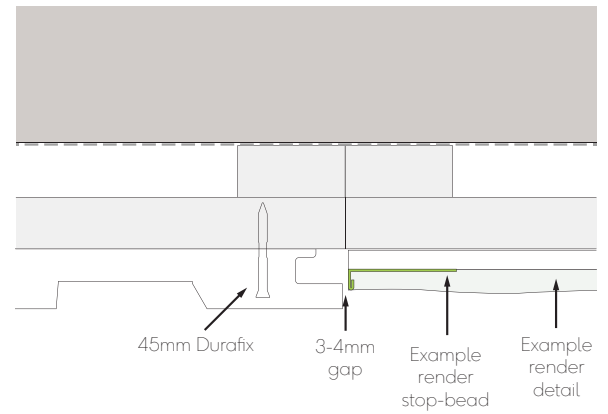 45mm Durafix
3-4mm
gap
Example
render
stop-bead
Example
render
detail